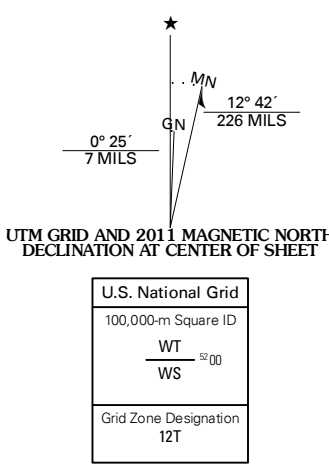 ★
MN
12° 42´
226 MILS
GN
0° 25´
7 MILS
UTM GRID AND 2011 MAGNETIC NORTH
DECLINATION AT CENTER OF SHEET
U.S. National Grid
100,000-m Square ID
WT
5200
WS
Grid Zone Designation
12T